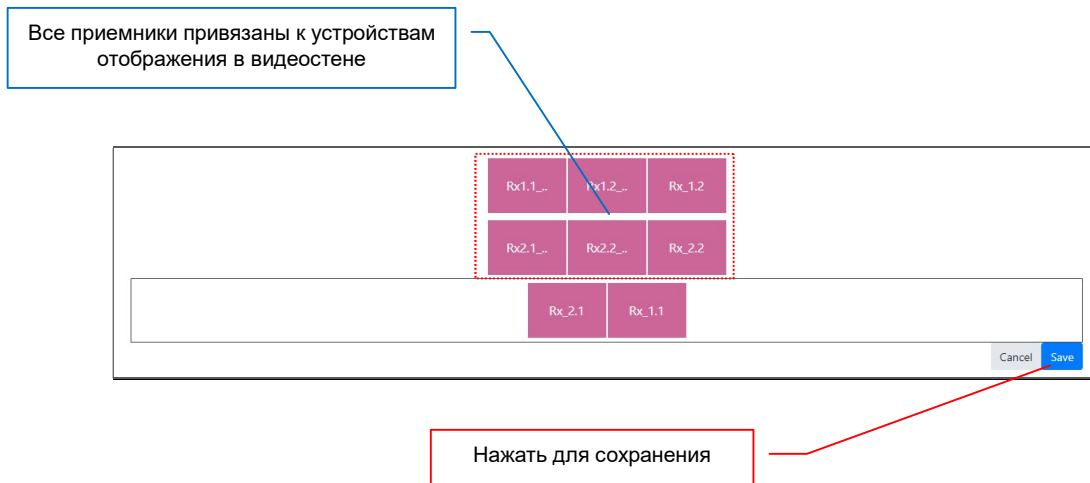 Все приемники привязаны к устройствам
отображения в видеостене
Rx1.1_.. Rx1.2_.. Rx_1.2
Rx2.1_.. Rx2.2_.. Rx_2.2
Rx_2.1 Rx_1.1
Cancel Save
Нажать для сохранения